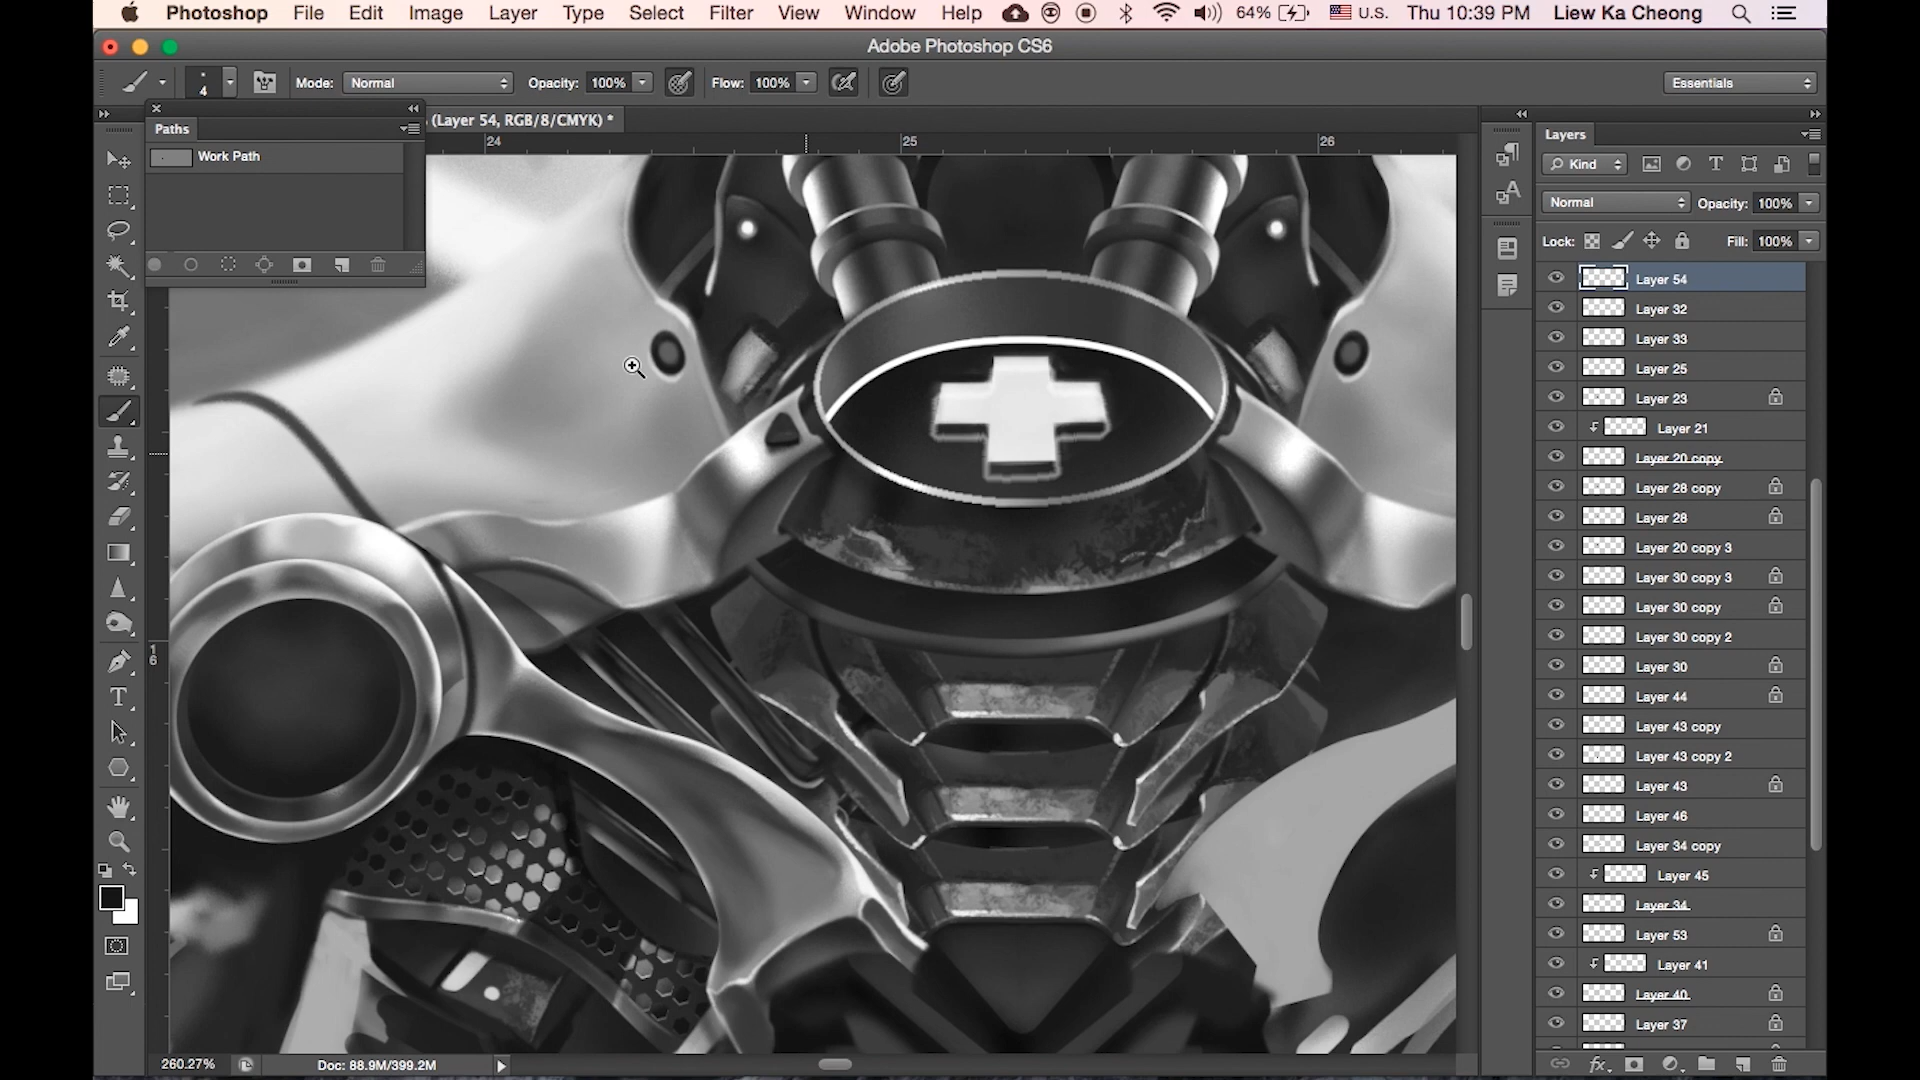 Photoshop File Edit Image Layer Type Select Filter View Window Help 64% U.S. Thu 10:39 PM Liew Ka Cheong
Adobe Photoshop CS6
4 Mode: Normal Opacity: 100% Flow: 100% Essentials
Paths
Work Path
(Layer 54, RGB/8/CMYK) *
24 25 26
1
6
Layers
Kind
Normal Opacity: 100%
Lock: Fill: 100%
Layer 54
Layer 32
Layer 33
Layer 25
Layer 23
Layer 21
Layer 20 copy
Layer 28 copy
Layer 28
Layer 20 copy 3
Layer 30 copy 3
Layer 30 copy
Layer 30 copy 2
Layer 30
Layer 44
Layer 43 copy
Layer 43 copy 2
Layer 43
Layer 46
Layer 34 copy
Layer 45
Layer 34
Layer 53
Layer 41
Layer 40
Layer 37
260.27% Doc: 88.9M/399.2M